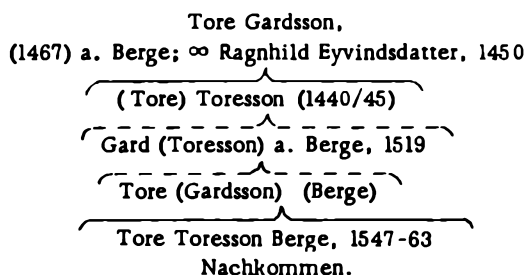 Tore Gardsson,
(1467) a. Berge; ∞ Ragnhild Eyvindsdatter, 1450
(Tore) Toresson (1440/45)
Gard (Toresson) a. Berge, 1519
Tore (Gardsson) (Berge)
Tore Toresson Berge, 1547-63
Nachkommen.